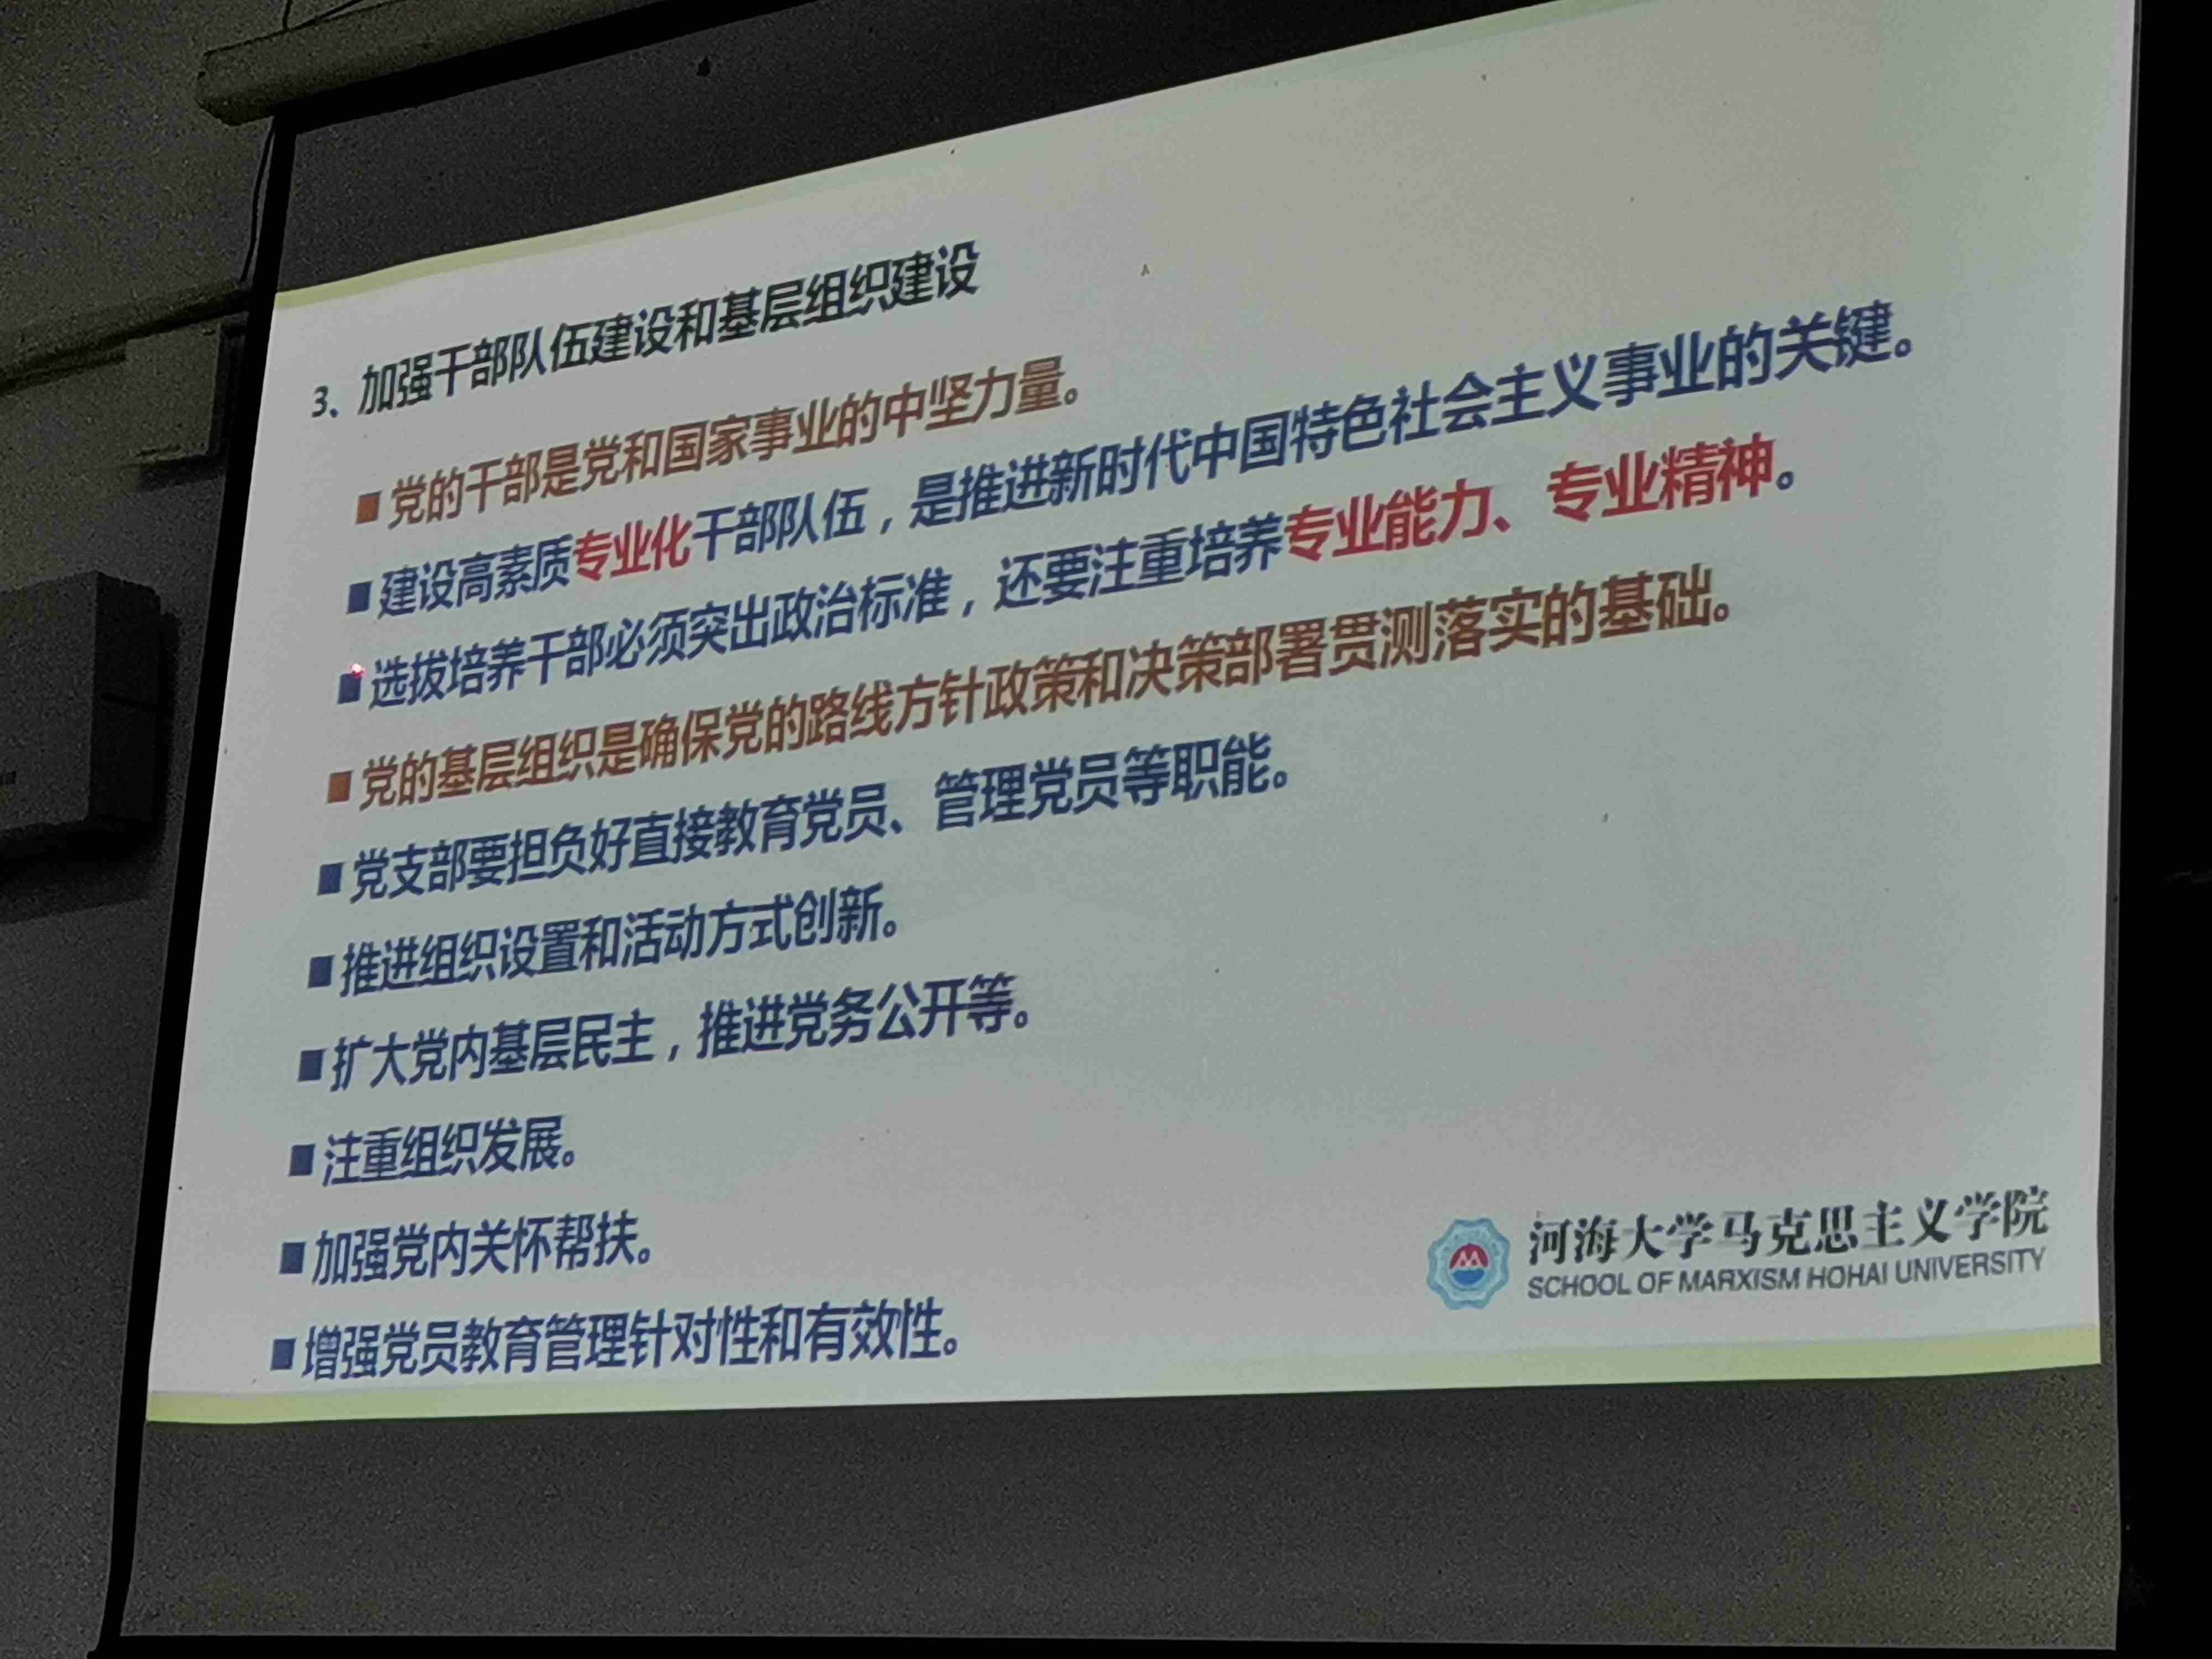 3、加强干部队伍建设和基层组织建设
■党的干部是党和国家事业的中坚力量。
■建设高素质专业化干部队伍，是推进新时代中国特色社会主义事业的关键。
■选拔培养干部必须突出政治标准，还要注重培养专业能力、专业精神。
■党的基层组织是确保党的路线方针政策和决策部署贯测落实的基础。
■党支部要担负好直接教育党员、管理党员等职能。
■推进组织设置和活动方式创新。
■扩大党内基层民主，推进党务公开等。
■注重组织发展。
■加强党内关怀帮扶。
■增强党员教育管理针对性和有效性。
河海大学马克思主义学院
SCHOOL OF MARXISM HOHAI UNIVERSITY